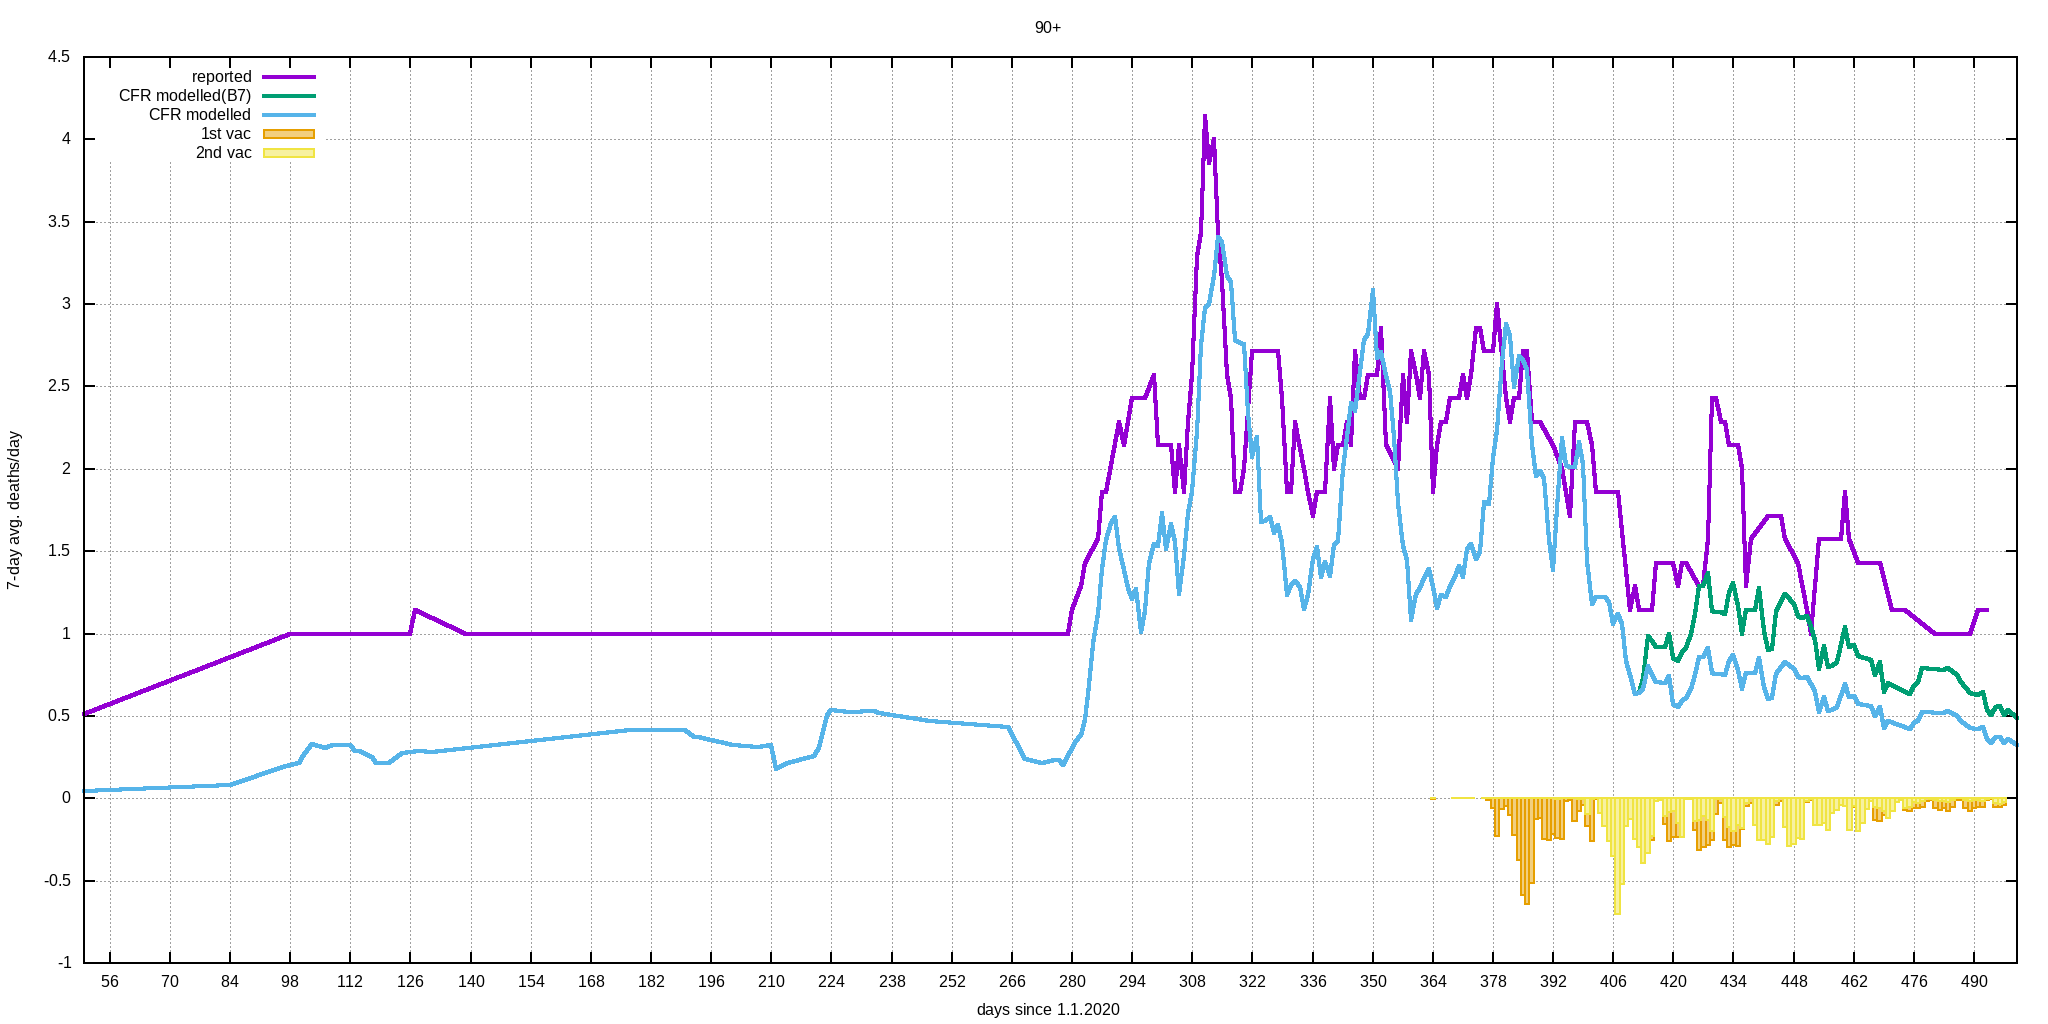 90+
reported
CFR modelled(B7)
CFR modelled
1st vac
2nd vac
7-day avg. deaths/day
4.5
4
3.5
3
2.5
2
1.5
1
0.5
0
-0.5
-1
56 70 84 98 112 126 140 154 168 182 196 210 224 238 252 266 280 294 308 322 336 350 364 378 392 406 420 434 448 462 476 490
days since 1.1.2020